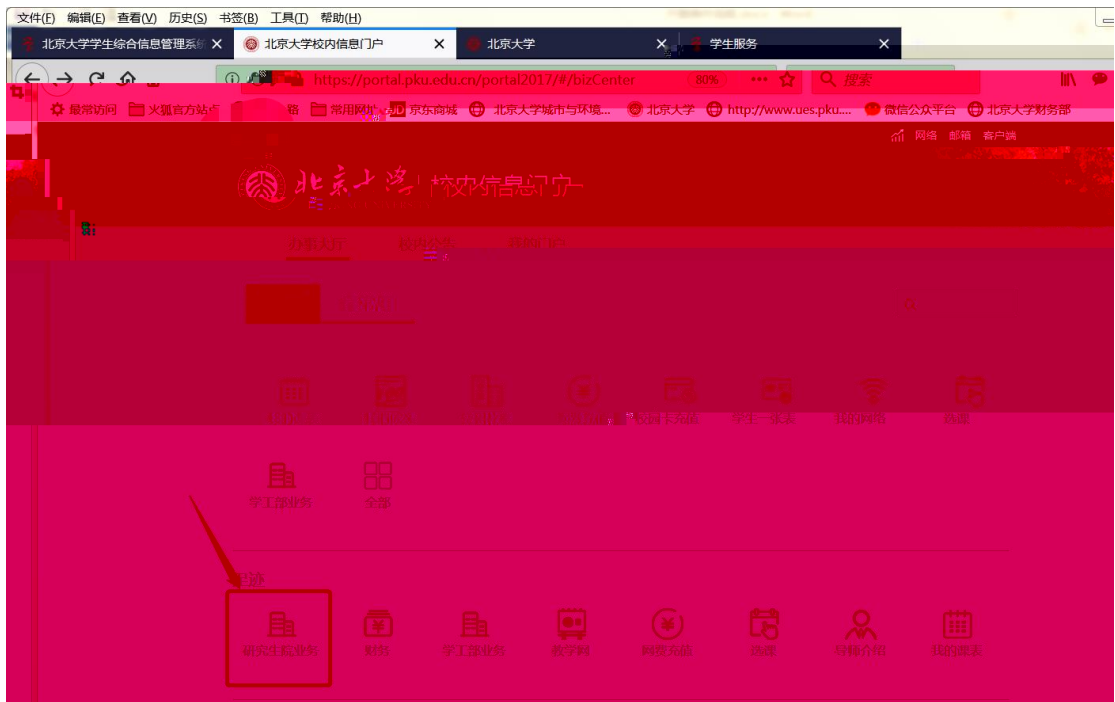 文件(F) 编辑(E) 查看(V) 历史(S) 书签(B) 工具(T) 帮助(H)
北京大学学生综合信息管理系统 北京大学校内信息门户 北京大学 学生服务
https://portal.pku.edu.cn/portal2017/#/bizCenter 80% 搜索
最常访问 火狐官方站点 常用网址 JD 京东商城 北京大学城市与环境... 北京大学 http://www.ues.pku.... 微信公众平台 北京大学财务部
网络 邮箱 客户端
北京大学 校内信息门户
办事大厅 校内公告 我的门户
校园卡充值 学生一张表 我的网络 选课
学工部业务 全部
足迹
研究生院业务 财务 学工部业务 教学网 网费充值 选课 导师介绍 我的课表